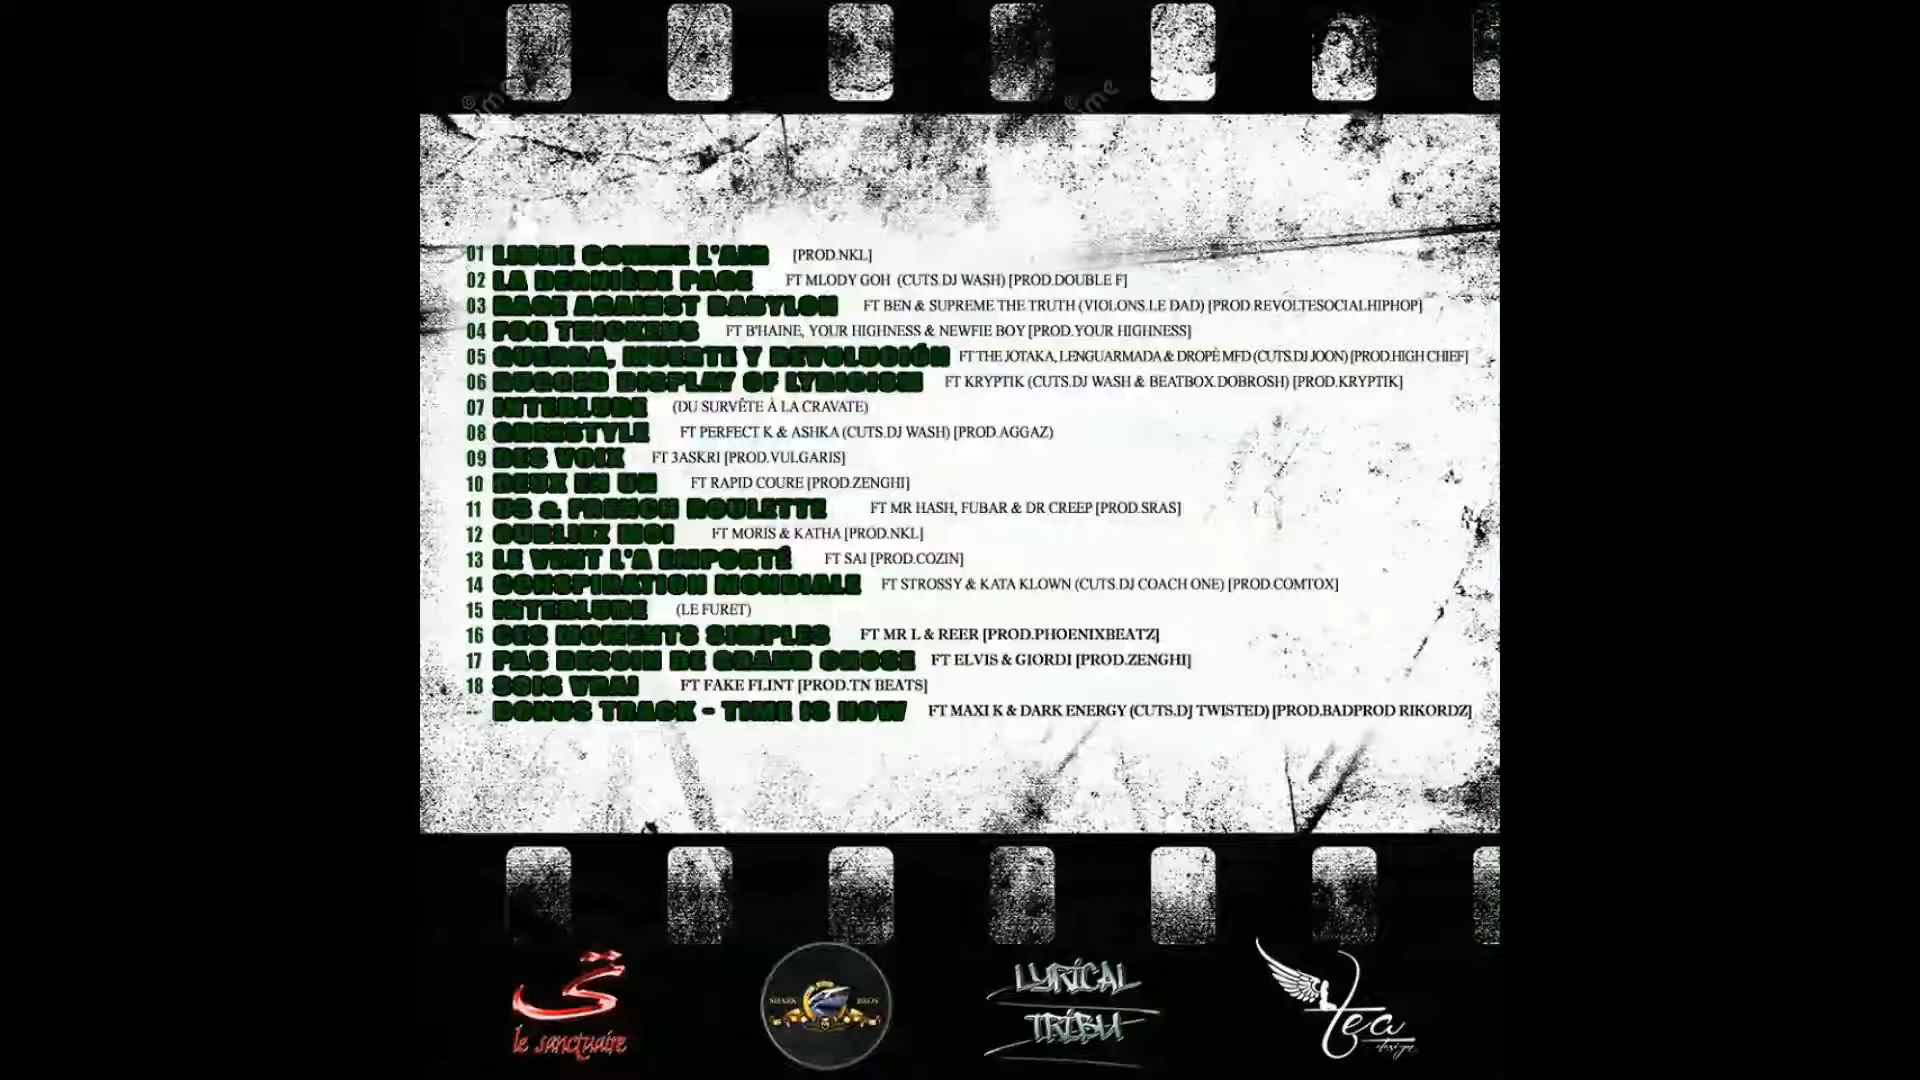 01 LIBRE COMME L'AIR [PROD.NKL]
02 LA DERNIÈRE PAGE FT MLODY GOH (CUTS.DJ WASH) [PROD.DOUBLE F]
03 RAGE AGAINST BABYLON FT BEN & SUPREME THE TRUTH (VIOLONS.LE DAD) [PROD.REVOLTESOCIALHIPHOP]
04 FOG THICKENS FT B'HAINE, YOUR HIGHNESS & NEWFIE BOY [PROD.YOUR HIGHNESS]
05 GUERRA, MUERTE Y REVOLUCIÓN FT THE JOTAKA, LENGUARMADA & DROPÈ MFD (CUTS.DJ JOON) [PROD.HIGH CHIEF]
06 RUGGED DISPLAY OF LYRICISM FT KRYPTIK (CUTS.DJ WASH & BEATBOX.DOBROSH) [PROD.KRYPTIK]
07 INTERLUDE (DU SURVÊTE À LA CRAVATE)
08 GREESTYLE FT PERFECT K & ASHKA (CUTS.DJ WASH) [PROD.AGGAZ)
09 DES VOIX FT 3ASKRI [PROD.VULGARIS]
10 DEUX EN UN FT RAPID COURE [PROD.ZENGHI]
11 US & FRENCH ROULETTE FT MR HASH, FUBAR & DR CREEP [PROD.SRAS]
12 OUBLIEZ MOI FT MORIS & KATHA [PROD.NKL]
13 LE VENT L'A EMPORTÉ FT SAI [PROD.COZIN]
14 CONSPIRATION MONDIALE FT STROSSY & KATA KLOWN (CUTS.DJ COACH ONE) [PROD.COMTOX]
15 INTERLUDE (LE FURET)
16 CES MOMENTS SIMPLES FT MR L & REER [PROD.PHOENIXBEATZ]
17 PAS BESOIN DE GRAND CHOSE FT ELVIS & GIORDI [PROD.ZENGHI]
18 SOIS VRAI FT FAKE FLINT [PROD.TN BEATS]
-- BONUS TRACK - TIME IS NOW FT MAXI K & DARK ENERGY (CUTS.DJ TWISTED) [PROD.BADPROD RIKORDZ]
le sanctuaire
SHARK BROS
LYRICAL
TRIBU
Tea
design